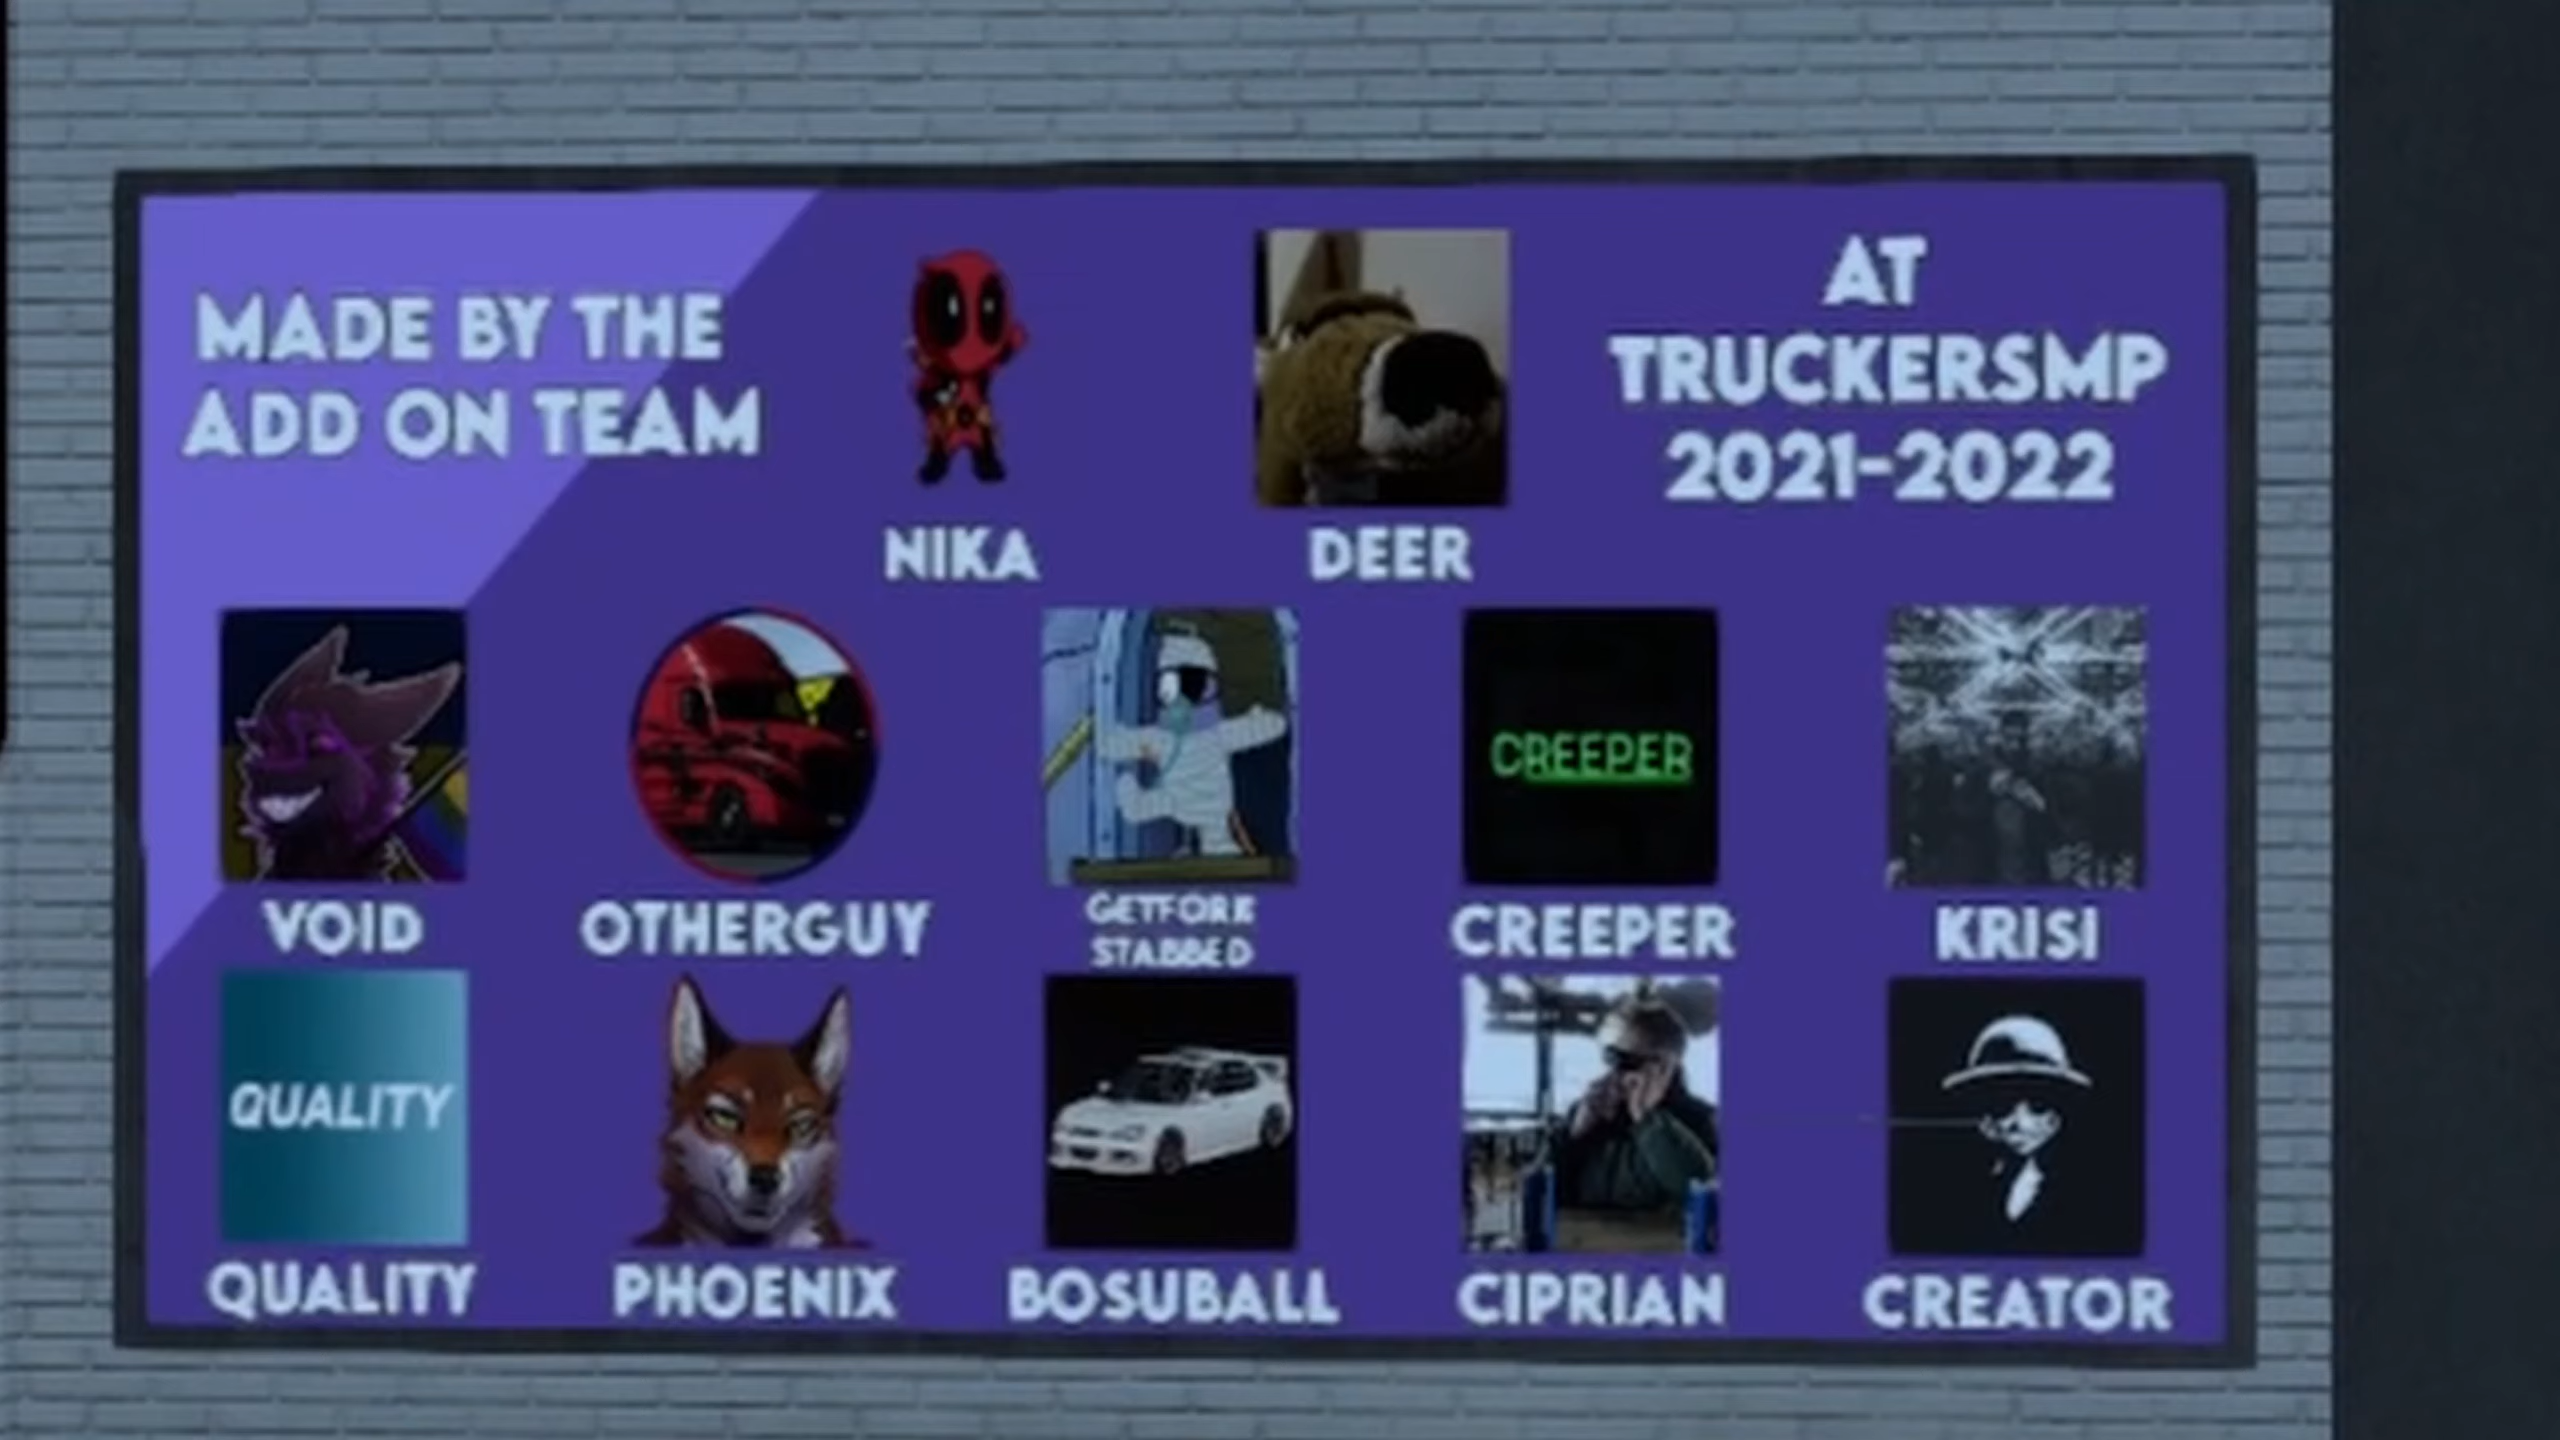 MADE BY THE
ADD ON TEAM
AT
TRUCKERSMP
2021-2022
NIKA
DEER
CREEPER
VOID
OTHERGUY
GETFORK
STABBED
CREEPER
KRISI
QUALITY
QUALITY
PHOENIX
BOSUBALL
CIPRIAN
CREATOR